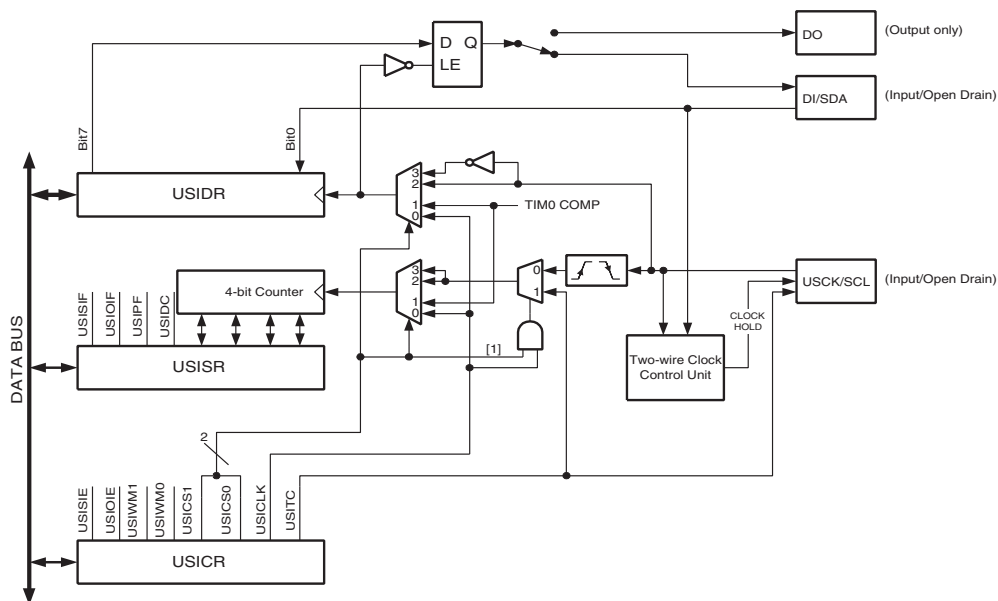 D Q
LE
DO
(Output only)
DI/SDA
(Input/Open Drain)
Bit7
Bit0
USIDR
3
2
1
0
TIM0 COMP
DATA BUS
4-bit Counter
USISIF
USIOIF
USIPF
USIDC
USISR
3
2
1
0
0
1
[1]
USCK/SCL
(Input/Open Drain)
CLOCK
HOLD
Two-wire Clock
Control Unit
2
USISIE
USIOIE
USIWM1
USIWM0
USICS1
USICS0
USICLK
USITC
USICR